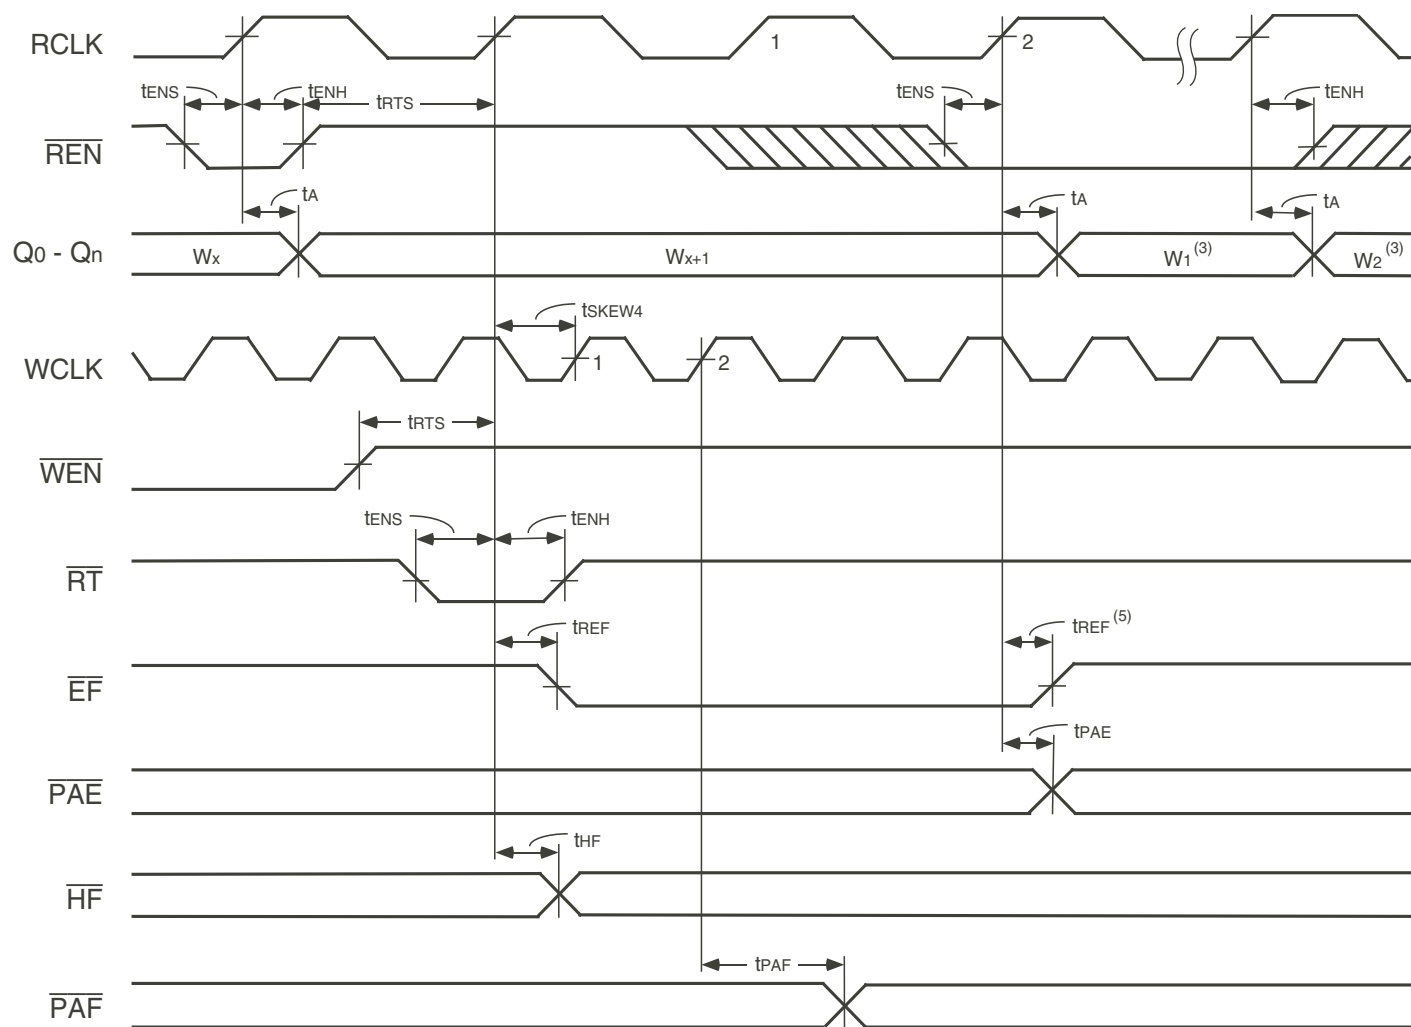 RCLK
1
2
tENS
tENH
tRTS
tENS
tENH
REN
tA
tA
tA
Q0 - Qn
Wx
Wx+1
W1 (3)
W2 (3)
tSKEW4
WCLK
1
2
tRTS
WEN
tENS
tENH
RT
tREF
tREF (5)
EF
tPAE
PAE
tHF
HF
tPAF
PAF